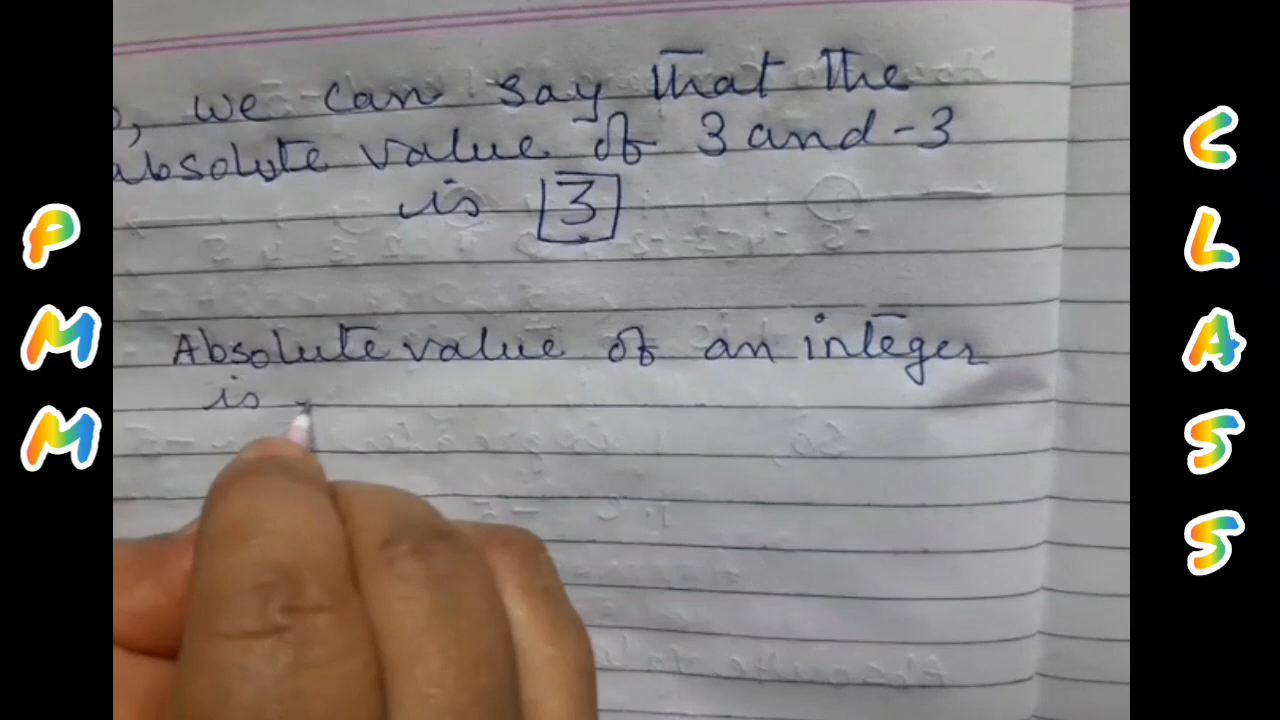 PMM
o, we can say that the
absolute value of 3 and -3
is 3
Absolute value of an integer
is
CLASS